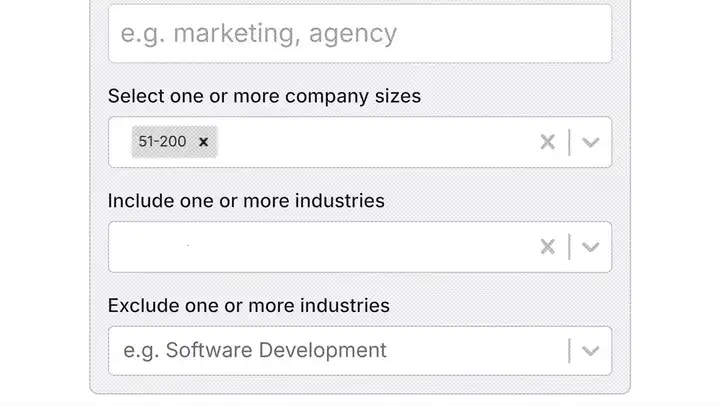 e.g. marketing, agency
Select one or more company sizes
51-200 ×
Include one or more industries
Exclude one or more industries
e.g. Software Development